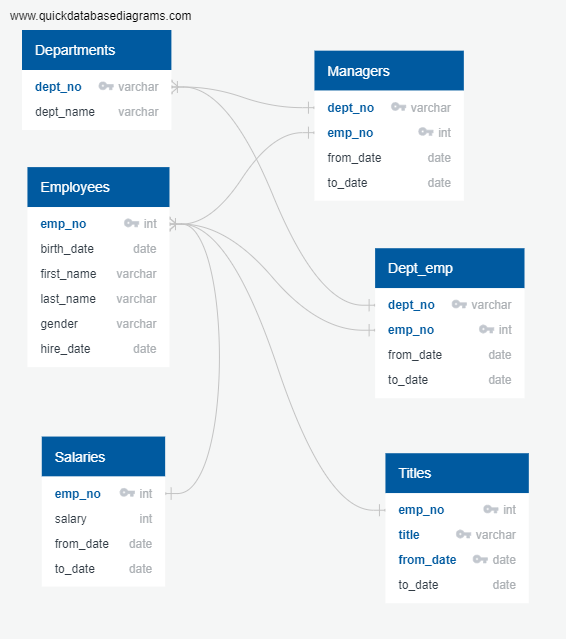 www.quickdatabasediagrams.com
Departments
dept_no varchar
dept_name varchar
Managers
dept_no varchar
emp_no int
from_date date
to_date date
Employees
emp_no int
birth_date date
first_name varchar
last_name varchar
gender varchar
hire_date date
Dept_emp
dept_no varchar
emp_no int
from_date date
to_date date
Salaries
emp_no int
salary int
from_date date
to_date date
Titles
emp_no int
title varchar
from_date date
to_date date